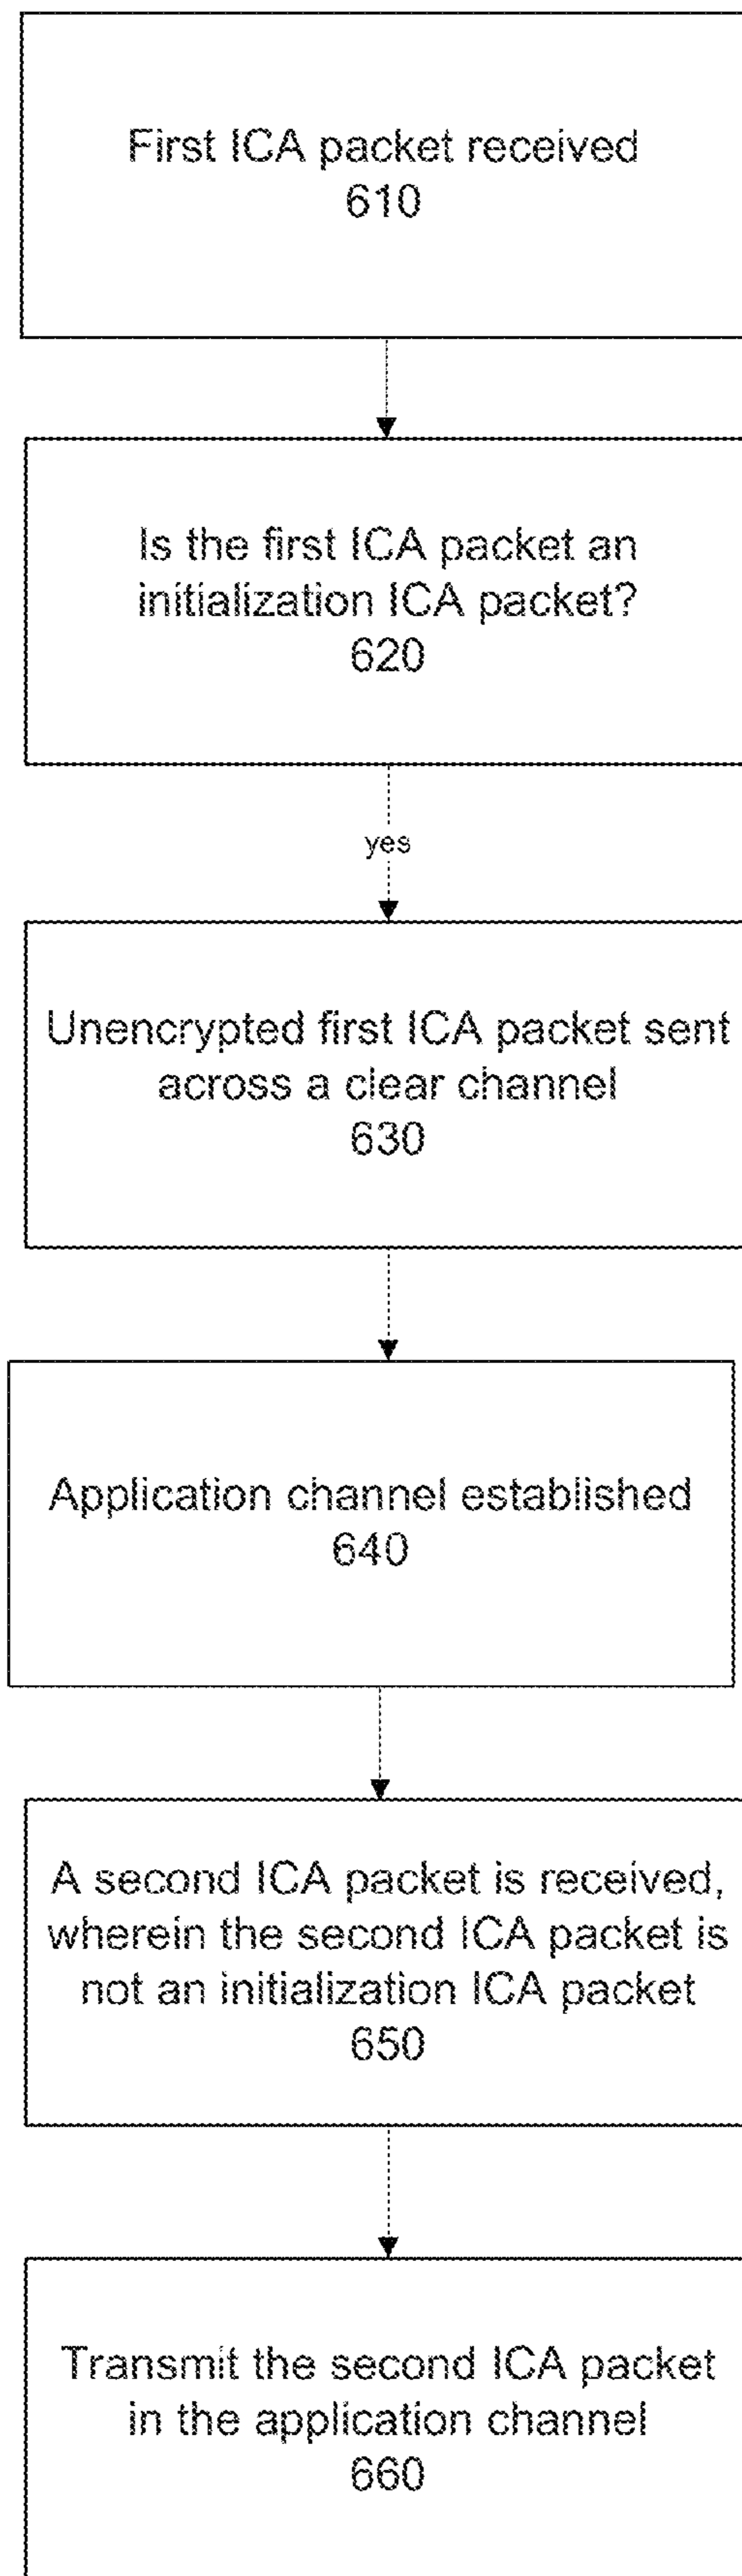 First ICA packet received
610
Is the first ICA packet an
initialization ICA packet?
620
yes
Unencrypted first ICA packet sent
across a clear channel
630
Application channel established
640
A second ICA packet is received,
wherein the second ICA packet is
not an initialization ICA packet
650
Transmit the second ICA packet
in the application channel
660